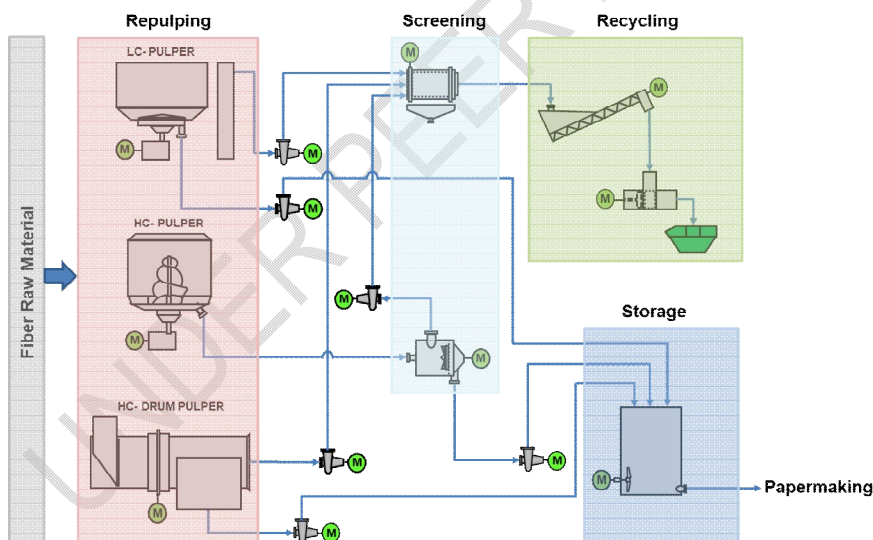 Repulping
Screening
Recycling
LC- PULPER
M
M
M
M
M
M
Fiber Raw Material
HC- PULPER
M
M
M
Storage
HC- DRUM PULPER
M
M
M
M
M
M
Papermaking
UNDER PEER